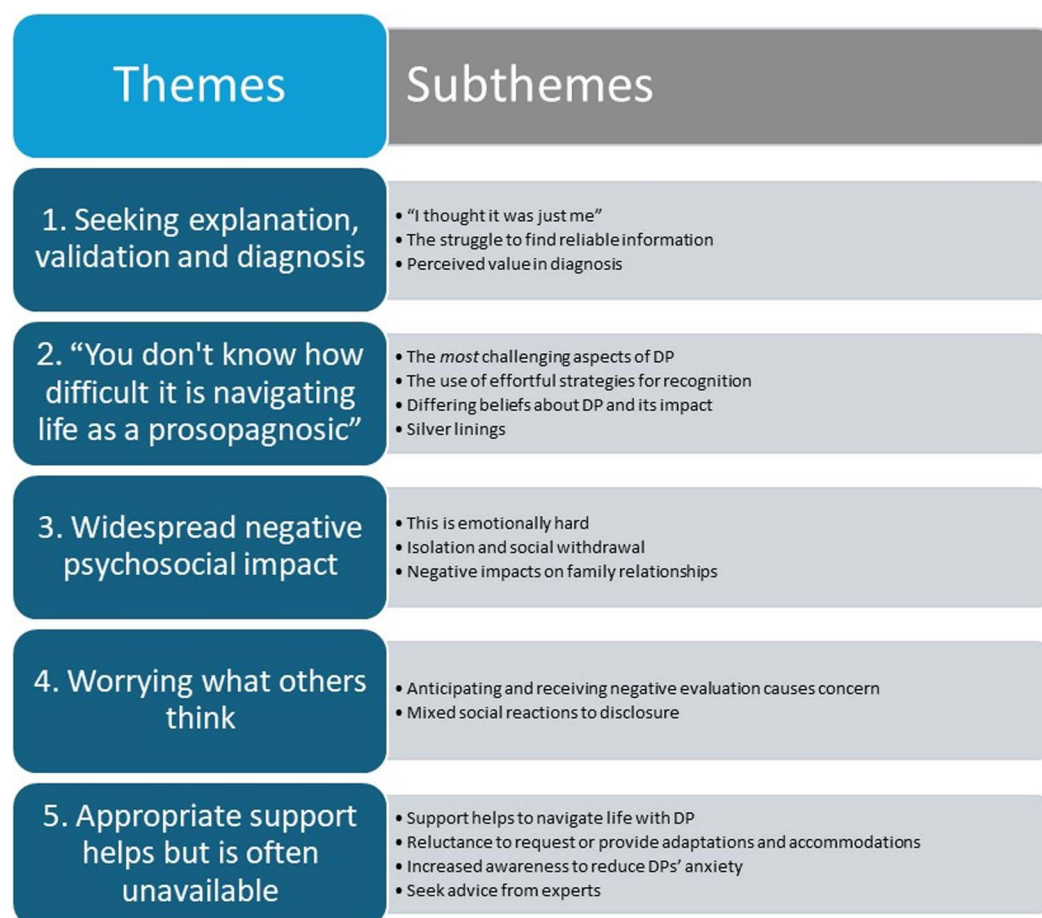 Themes
Subthemes
1. Seeking explanation,
validation and diagnosis
• “I thought it was just me”
• The struggle to find reliable information
• Perceived value in diagnosis
2. “You don't know how
difficult it is navigating
life as a prosopagnosic”
• The most challenging aspects of DP
• The use of effortful strategies for recognition
• Differing beliefs about DP and its impact
• Silver linings
3. Widespread negative
psychosocial impact
• This is emotionally hard
• Isolation and social withdrawal
• Negative impacts on family relationships
4. Worrying what others
think
• Anticipating and receiving negative evaluation causes concern
• Mixed social reactions to disclosure
5. Appropriate support
helps but is often
unavailable
• Support helps to navigate life with DP
• Reluctance to request or provide adaptations and accommodations
• Increased awareness to reduce DPs’ anxiety
• Seek advice from experts